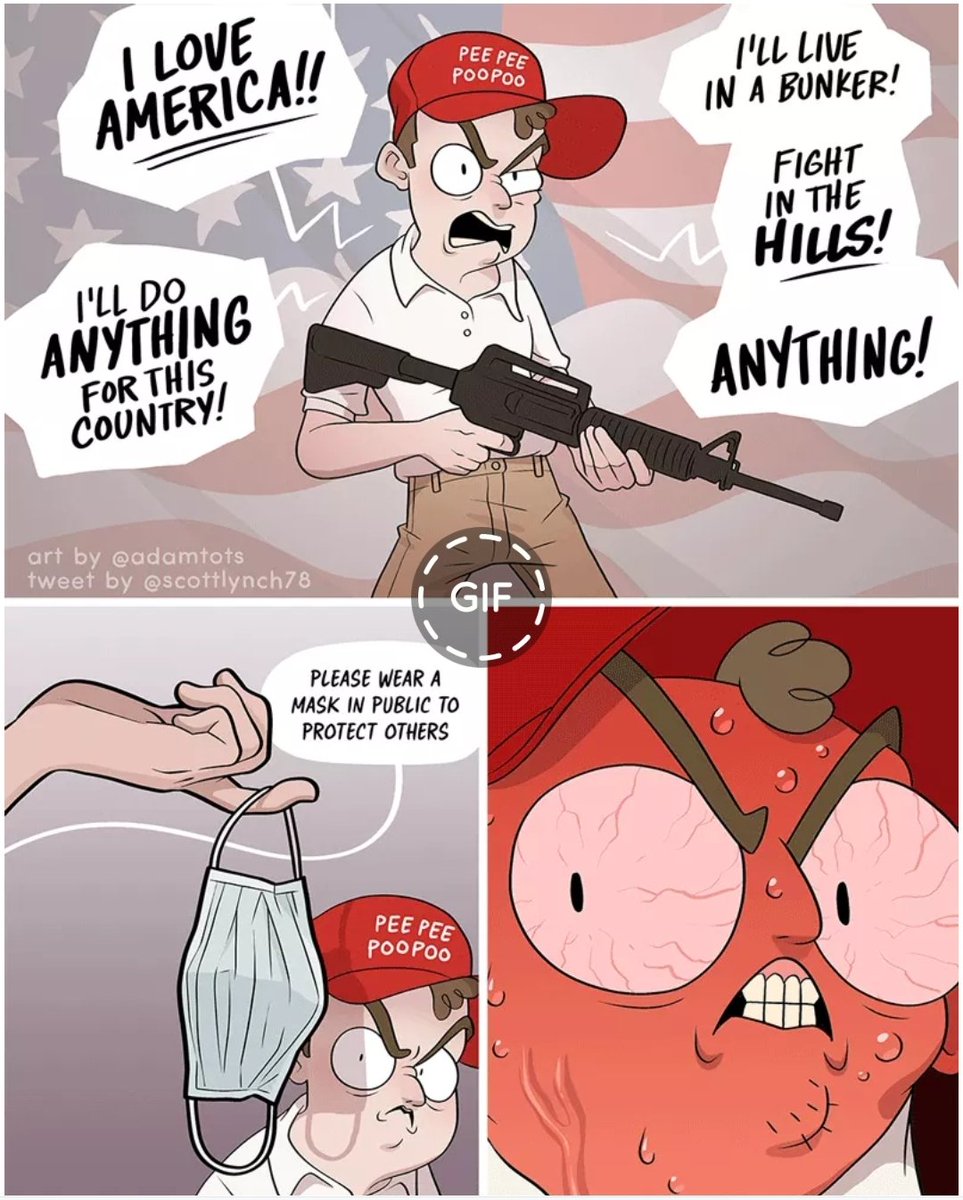 I LOVE
AMERICA!!
PEE PEE
POOPOO
I'LL LIVE
IN A BUNKER!
FIGHT
IN THE
HILLS!
I'LL DO
ANYTHING
FOR THIS
COUNTRY!
ANYTHING!
art by @adamtots
tweet by @scottlynch78
GIF
PLEASE WEAR A
MASK IN PUBLIC TO
PROTECT OTHERS
PEE PEE
POOPOO